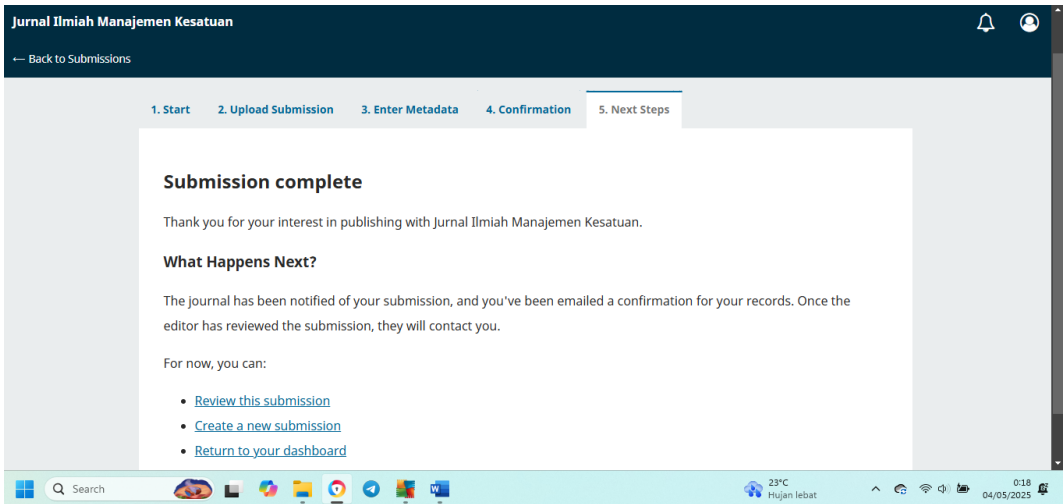 Jurnal Ilmiah Manajemen Kesatuan
← Back to Submissions
1. Start 2. Upload Submission 3. Enter Metadata 4. Confirmation 5. Next Steps
Submission complete
Thank you for your interest in publishing with Jurnal Ilmiah Manajemen Kesatuan.
What Happens Next?
The journal has been notified of your submission, and you've been emailed a confirmation for your records. Once the
editor has reviewed the submission, they will contact you.
For now, you can:
• Review this submission
• Create a new submission
• Return to your dashboard
Search
23°C
Hujan lebat
0:18
04/05/2025